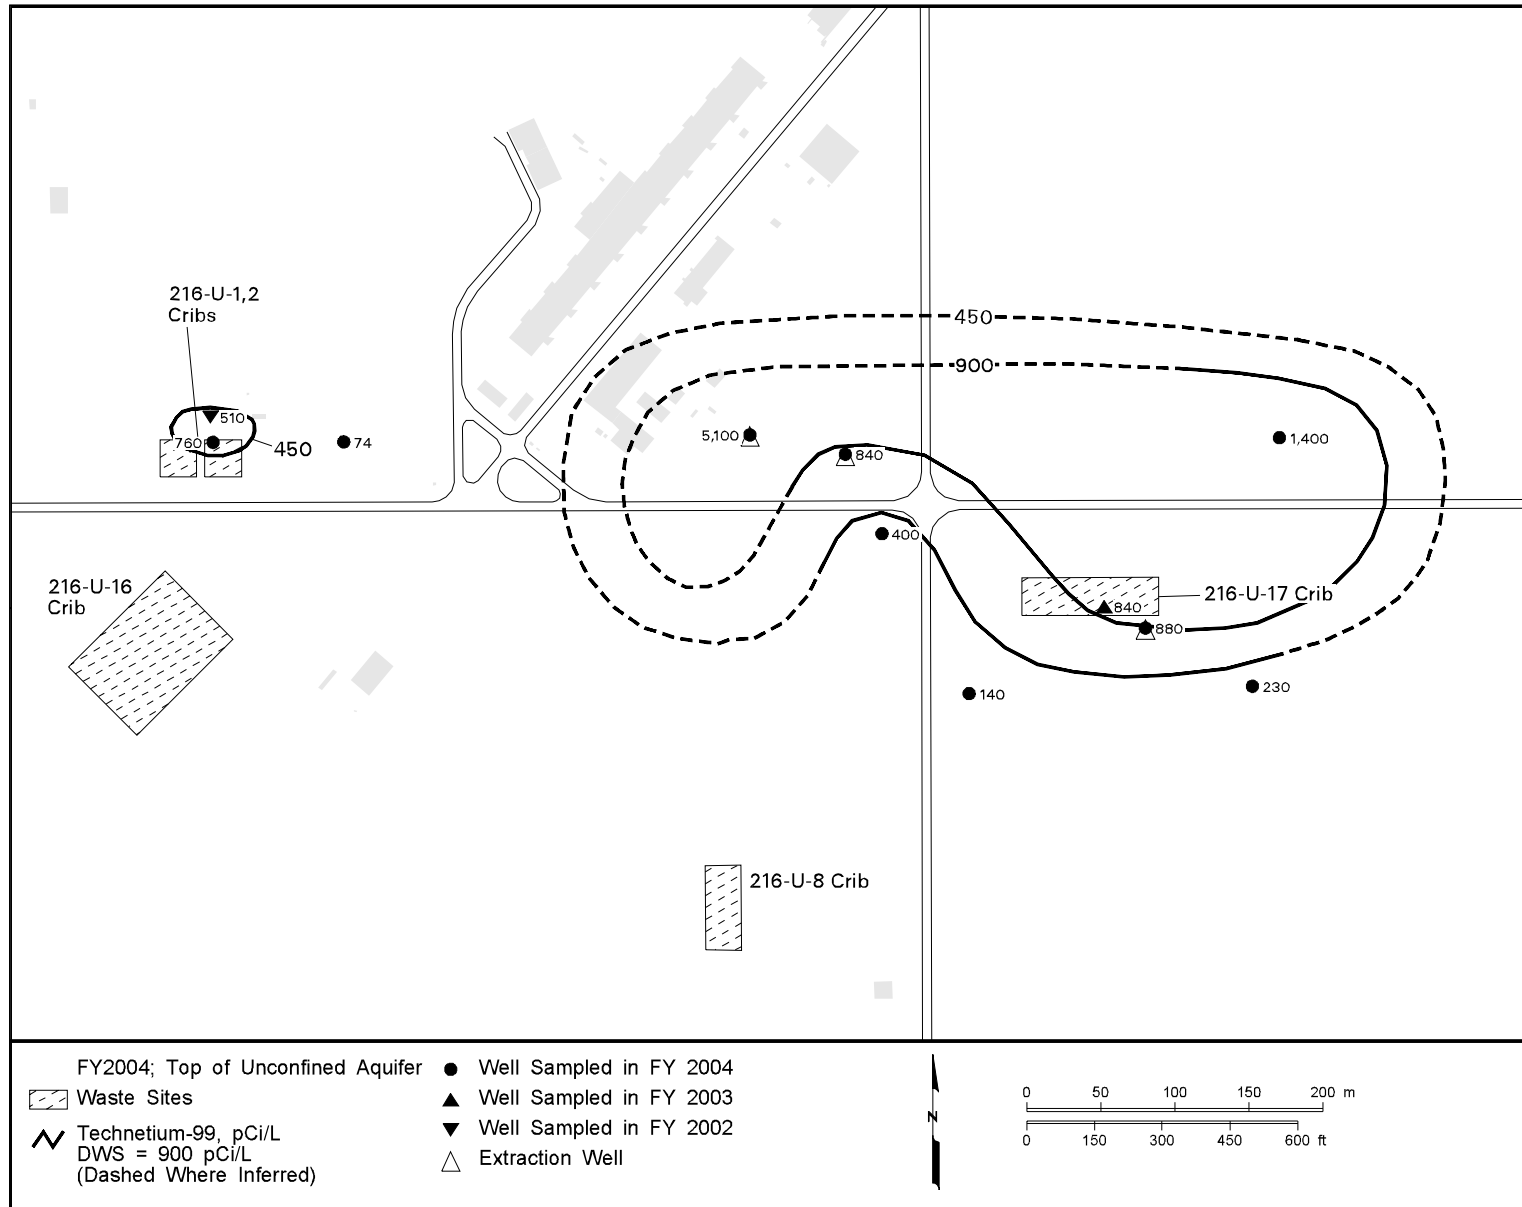 216-U-1,2
Cribs
450
900
510
760
450
74
5,100
840
1,400
400
216-U-16
Crib
216-U-17 Crib
840
880
140
230
216-U-8 Crib
FY2004; Top of Unconfined Aquifer
Waste Sites
Technetium-99, pCi/L
DWS = 900 pCi/L
(Dashed Where Inferred)
Well Sampled in FY 2004
Well Sampled in FY 2003
Well Sampled in FY 2002
Extraction Well
N
0 50 100 150 200 m
0 150 300 450 600 ft